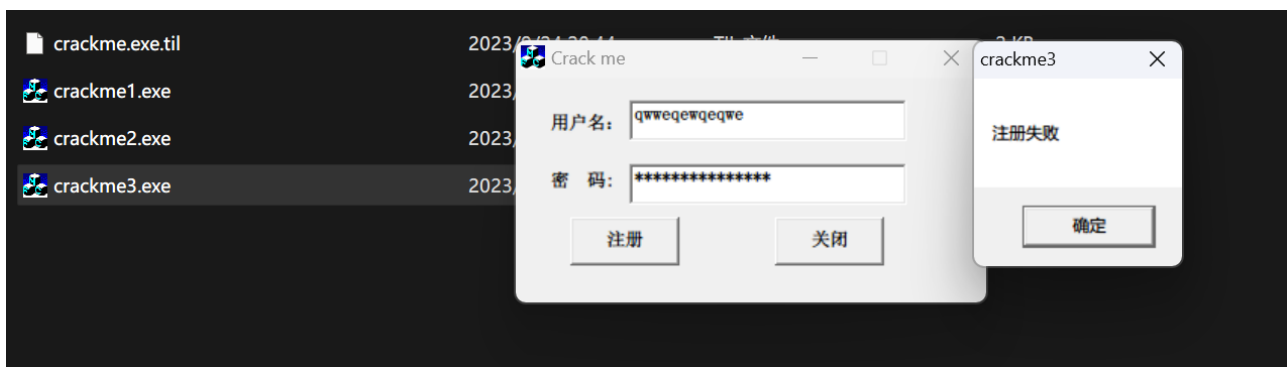 crackme.exe.til
crackme1.exe 2023/
crackme2.exe 2023/
crackme3.exe 2023/
Crack me
用户名: qwweqewqeqwe
密 码: ***************
注册 关闭
crackme3
注册失败
确定